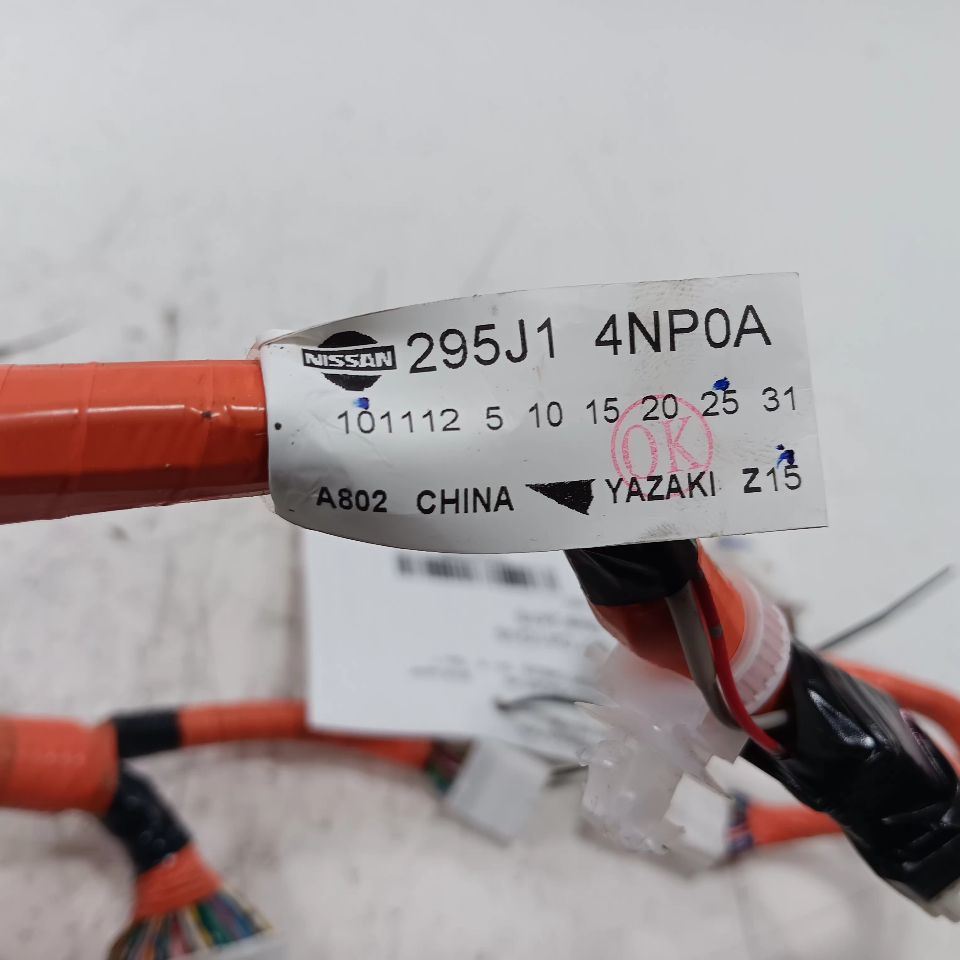 NISSAN 295J1 4NP0A
101112 5 10 15 20 25 31
OK
A802 CHINA YAZAKI Z15